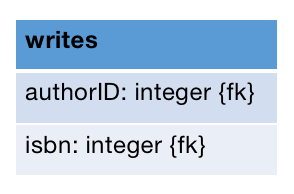 writes
authorID: integer {fk}
isbn: integer {fk}